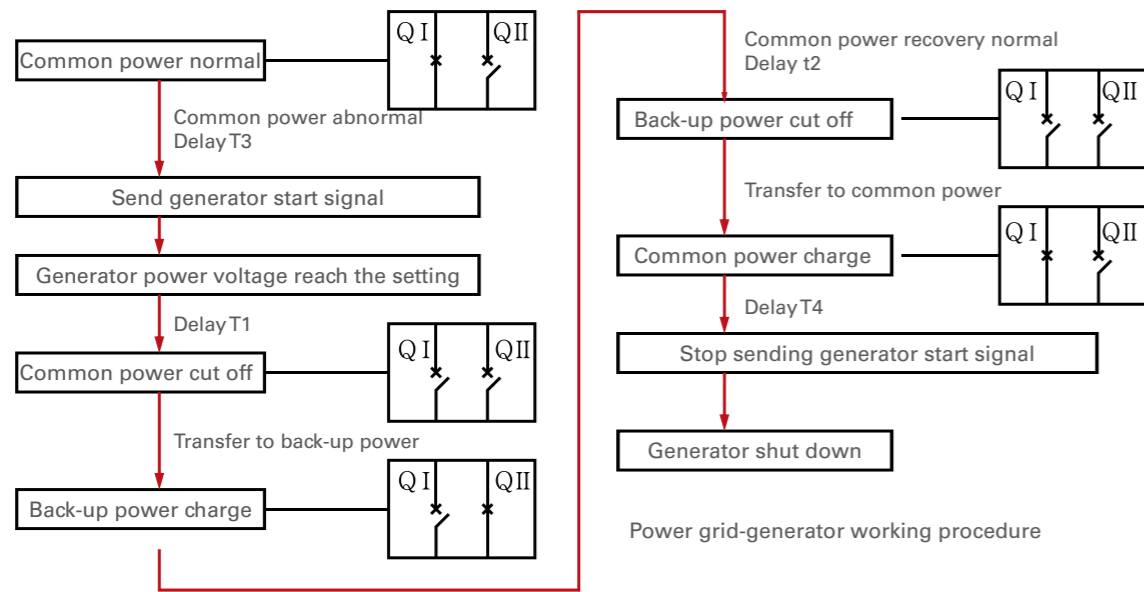 Common power normal
QI QII
Common power abnormal
Delay T3
Send generator start signal
Generator power voltage reach the setting
Delay T1
Common power cut off
QI QII
Transfer to back-up power
Back-up power charge
QI QII
Common power recovery normal
Delay t2
Back-up power cut off
QI QII
Transfer to common power
Common power charge
QI QII
Delay T4
Stop sending generator start signal
Generator shut down
Power grid-generator working procedure